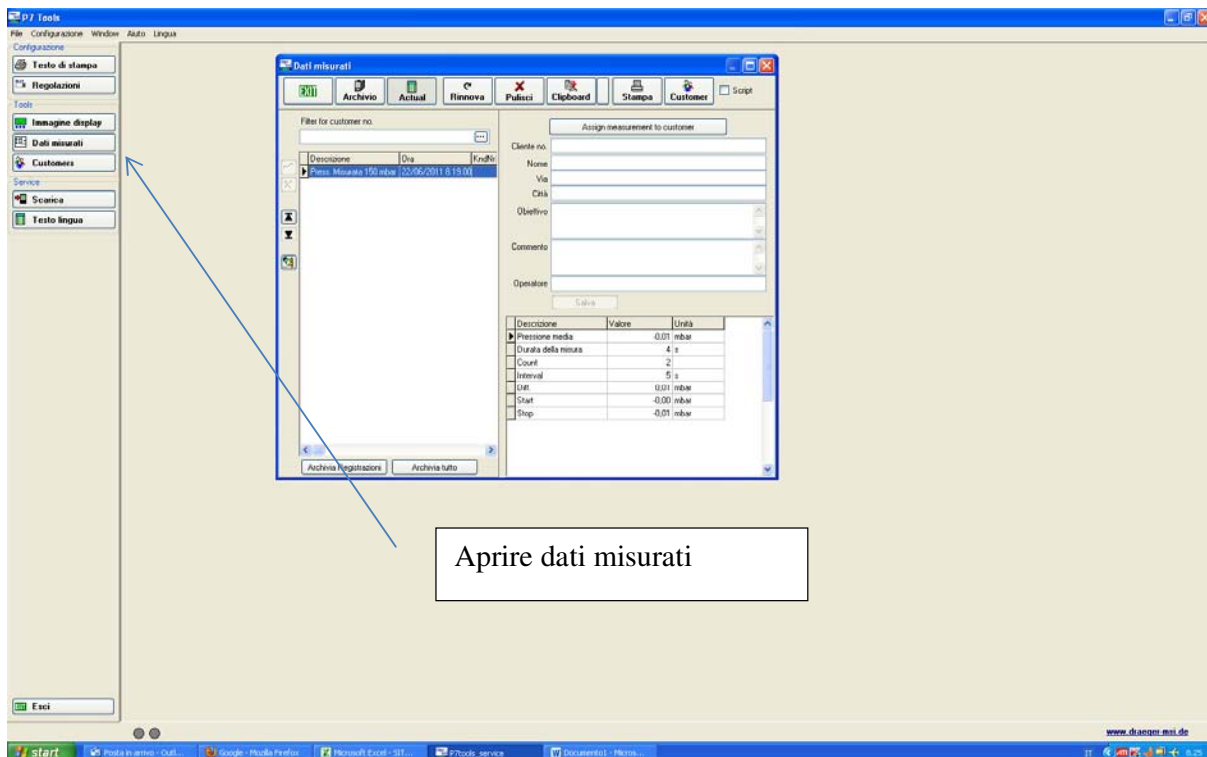 P7 Tools
File Configurazione Window Aiuto Lingua
Configurazione
Testo di stampa
Regolazioni
Tools
Immagine display
Dati misurati
Customers
Service
Scarica
Testo lingua
Esci
Dati misurati
Archivio Actual Rinnova Pulisci Clipboard Stampa Customer Script
Filter for customer no.
Descrizione Ora KndNr
Press. Misurata 150 mbar 22/06/2011 8.19.00
Archivia Registrazioni Archivia tutto
Assign measurement to customer
Cliente no.
Nome
Via
Città
Obiettivo
Commento
Operatore
Salva
Descrizione Valore Unità
Pressione media -0,01 mbar
Durata della misura 4 s
Count 2
Interval 5 s
Diff. 0,01 mbar
Start -0,00 mbar
Stop -0,01 mbar
Aprire dati misurati
www.draeger-msi.de
start Posta in arrivo - Outl... Google - Mozilla Firefox Microsoft Excel - SIT... P7tools_service Documento1 - Micros... IT 8.25